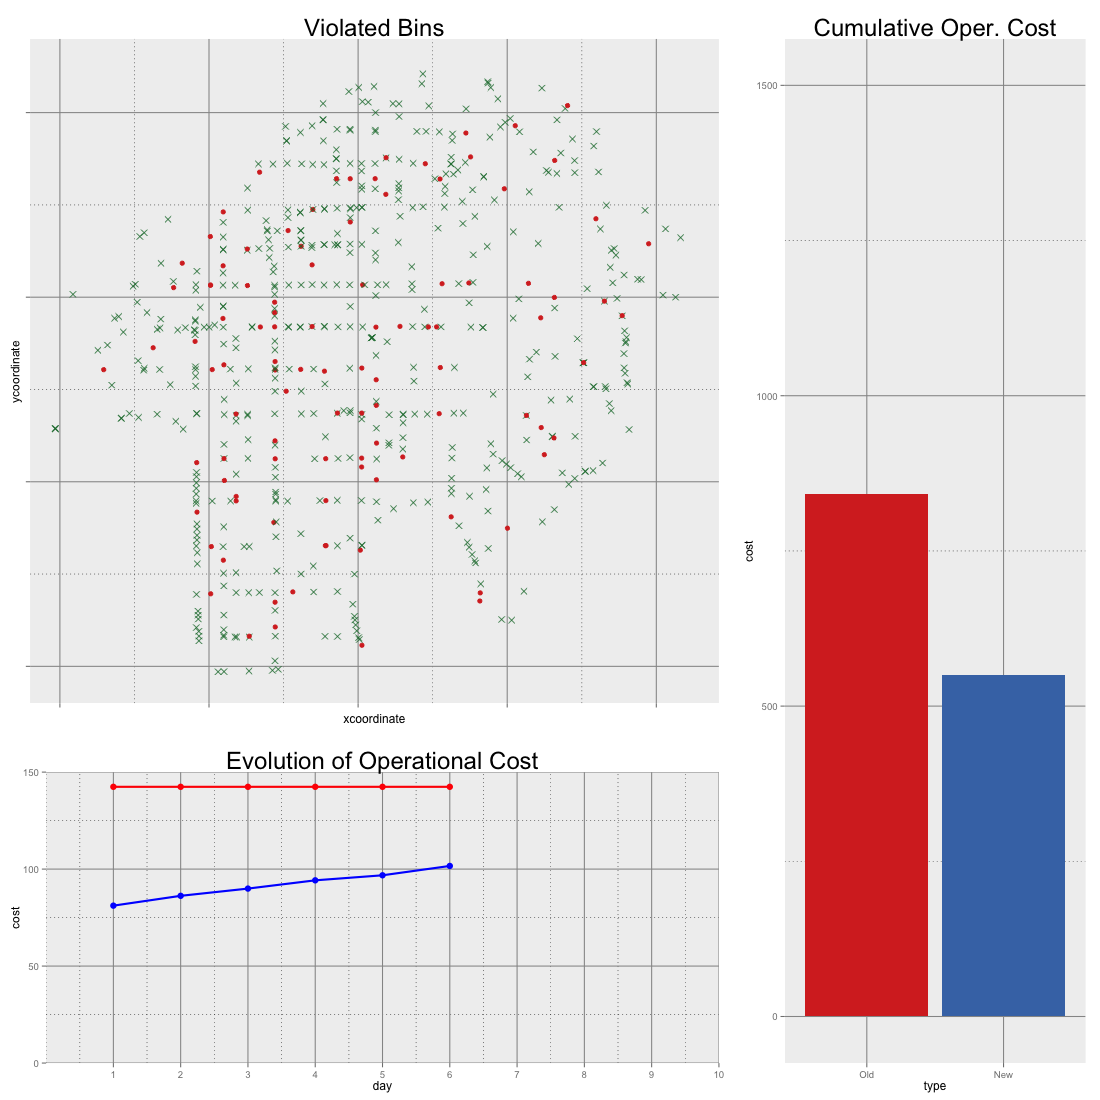 Violated Bins
ycoordinate
xcoordinate
Cumulative Oper. Cost
1500
1000
500
0
cost
Old New
type
Evolution of Operational Cost
150
100
50
0
cost
1 2 3 4 5 6 7 8 9 10
day